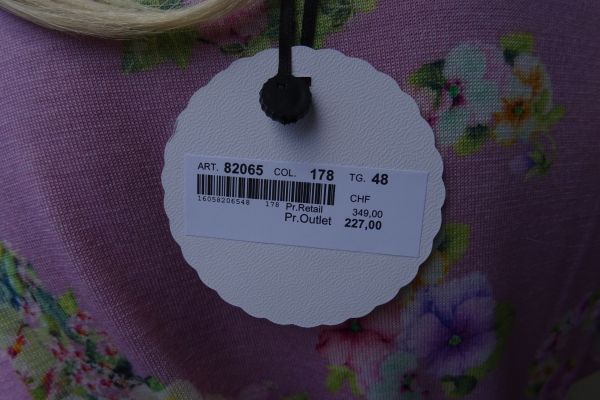 ART. 82065 COL. 178 TG. 48
CHF
16058206548 178 Pr.Retail 349,00
Pr.Outlet 227,00